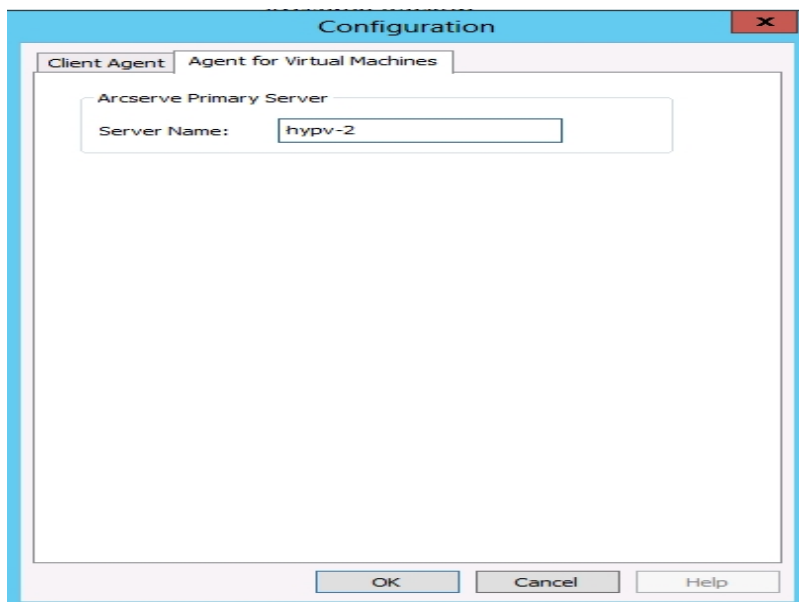 Configuration
x
Client Agent
Agent for Virtual Machines
Arcserve Primary Server
Server Name: hypv-2
OK Cancel Help